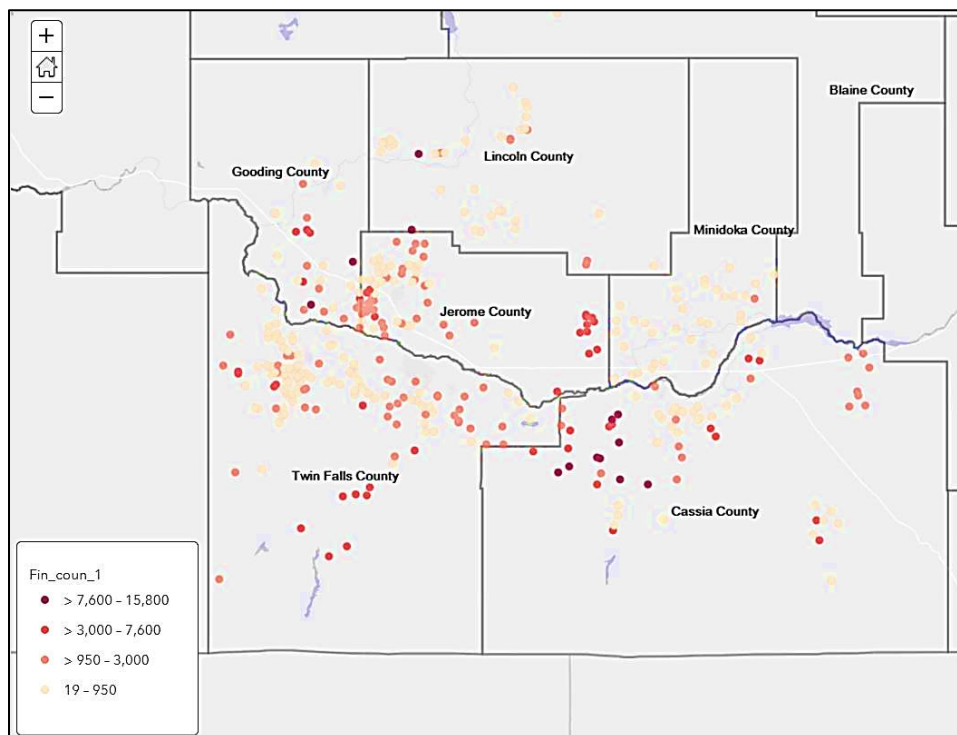 +
−
Blaine County
Lincoln County
Gooding County
Minidoka County
Jerome County
Twin Falls County
Cassia County
Fin_coun_1
> 7,600 – 15,800
> 3,000 – 7,600
> 950 – 3,000
19 – 950